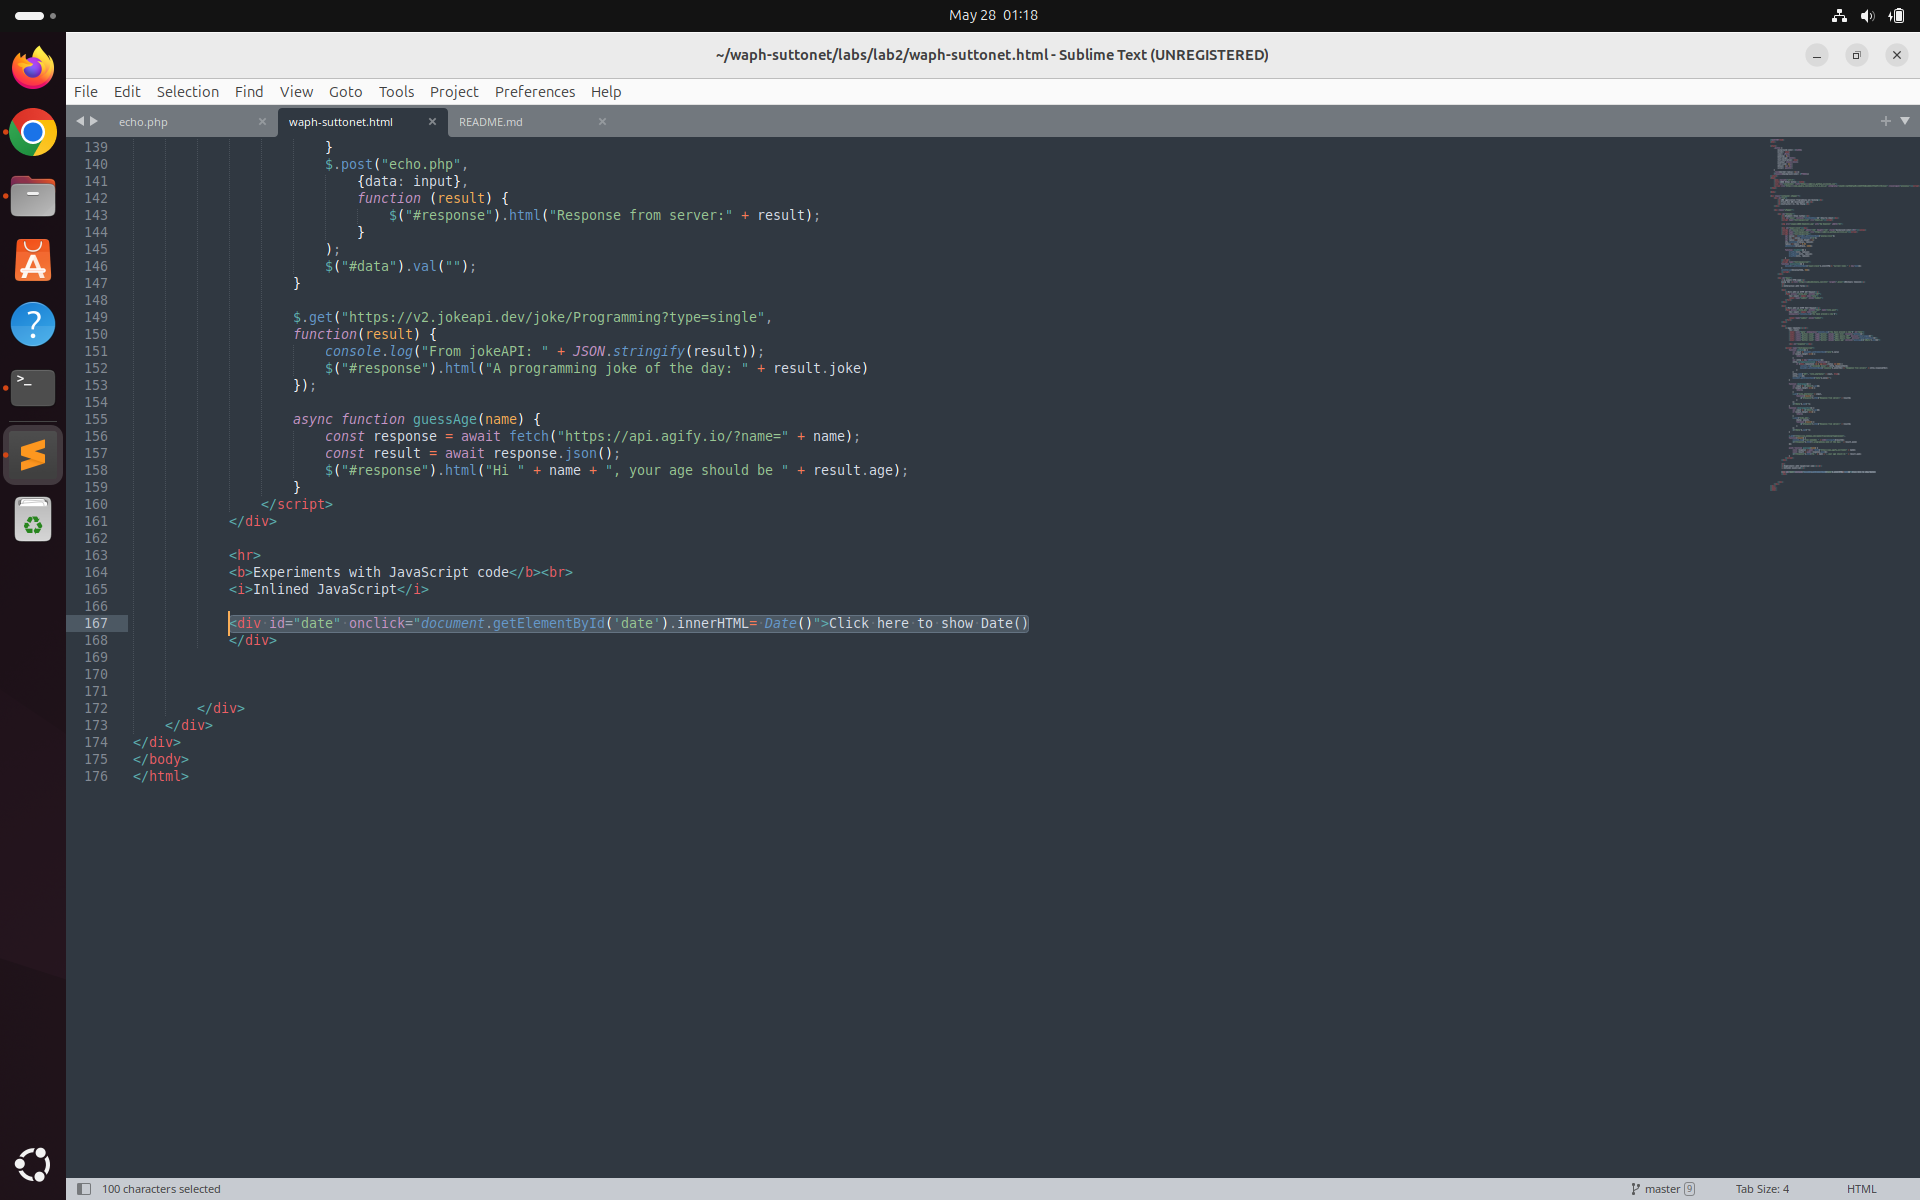 May 28 01:18
~/waph-suttonet/labs/lab2/waph-suttonet.html - Sublime Text (UNREGISTERED)
File Edit Selection Find View Goto Tools Project Preferences Help
echo.php waph-suttonet.html README.md
139 }
140 $.post("echo.php",
141 {data: input},
142 function (result) {
143 $("#response").html("Response from server:" + result);
144 }
145 );
146 $("#data").val("");
147 }
148
149 $.get("https://v2.jokeapi.dev/joke/Programming?type=single",
150 function(result) {
151 console.log("From jokeAPI: " + JSON.stringify(result));
152 $("#response").html("A programming joke of the day: " + result.joke)
153 });
154
155 async function guessAge(name) {
156 const response = await fetch("https://api.agify.io/?name=" + name);
157 const result = await response.json();
158 $("#response").html("Hi " + name + ", your age should be " + result.age);
159 }
160 </script>
161 </div>
162
163 <hr>
164 <b>Experiments with JavaScript code</b><br>
165 <i>Inlined JavaScript</i>
166
167 <div id="date" onclick="document.getElementById('date').innerHTML= Date()">Click here to show Date()
168 </div>
169
170
171
172 </div>
173 </div>
174 </div>
175 </body>
176 </html>
100 characters selected
master 9 Tab Size: 4 HTML